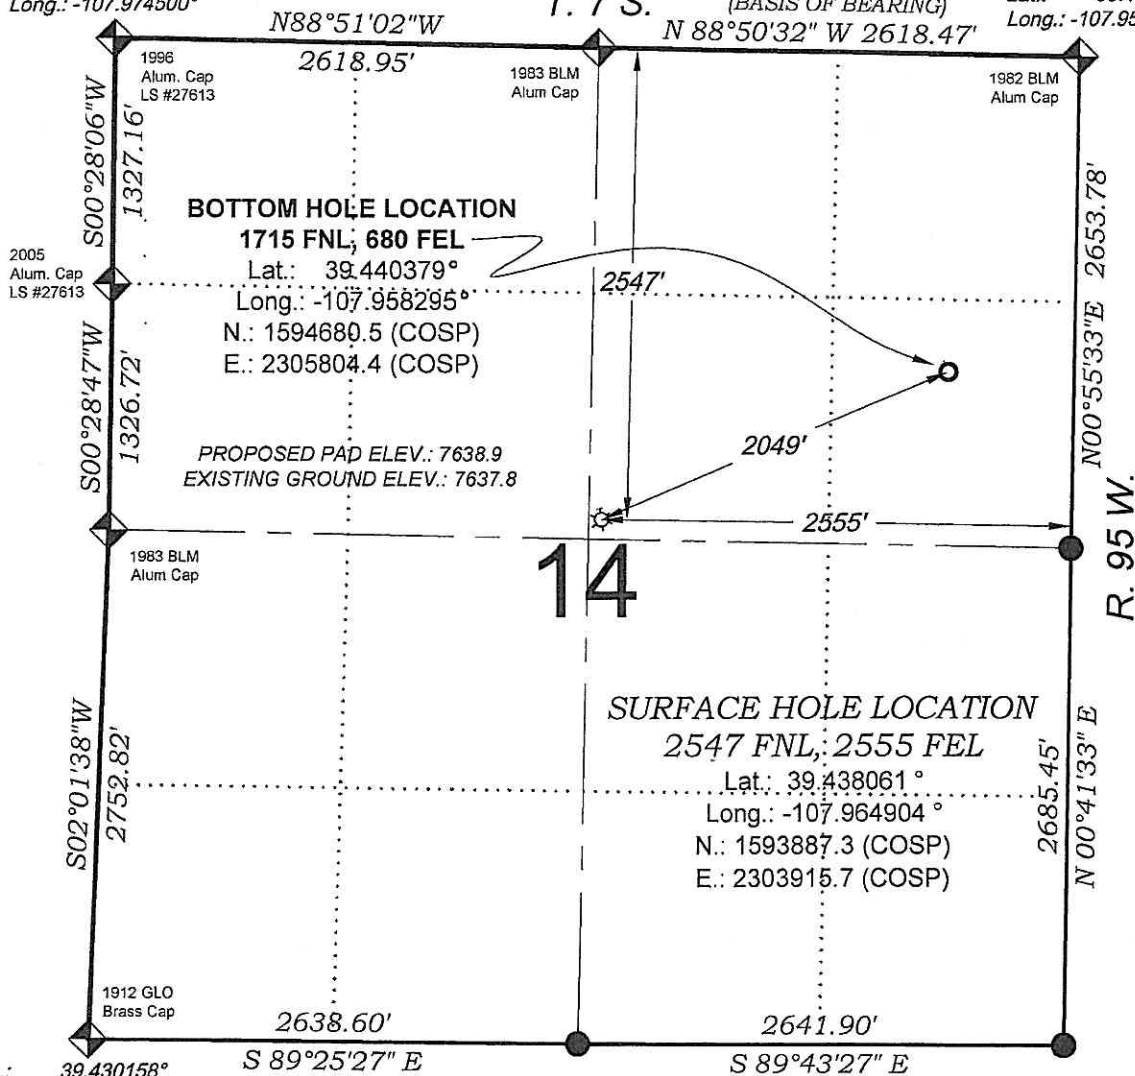 Long.: -107.974500°
N88°51'02"W
2618.95'
T. 7 S.
(BASIS OF BEARING)
N 88°50'32" W 2618.47'
Long.: -107.95
1996
Alum. Cap
LS #27613
1983 BLM
Alum Cap
1982 BLM
Alum Cap
S00°28'06"W
1327.16'
BOTTOM HOLE LOCATION
1715 FNL, 680 FEL
Lat.: 39.440379°
Long.: -107.958295°
N.: 1594680.5 (COSP)
E.: 2305804.4 (COSP)
2547'
N00°55'33"E 2653.78'
2005
Alum. Cap
LS #27613
S00°28'47"W
1326.72'
PROPOSED PAD ELEV.: 7638.9
EXISTING GROUND ELEV.: 7637.8
2049'
2555'
R. 95 W.
1983 BLM
Alum Cap
14
SURFACE HOLE LOCATION
2547 FNL, 2555 FEL
Lat.: 39.438061 °
Long.: -107.964904 °
N.: 1593887.3 (COSP)
E.: 2303915.7 (COSP)
S02°01'38"W
2752.82'
2685.45'
N 00°41'33" E
1912 GLO
Brass Cap
2638.60'
S 89°25'27" E
2641.90'
S 89°43'27" E
39.430158°